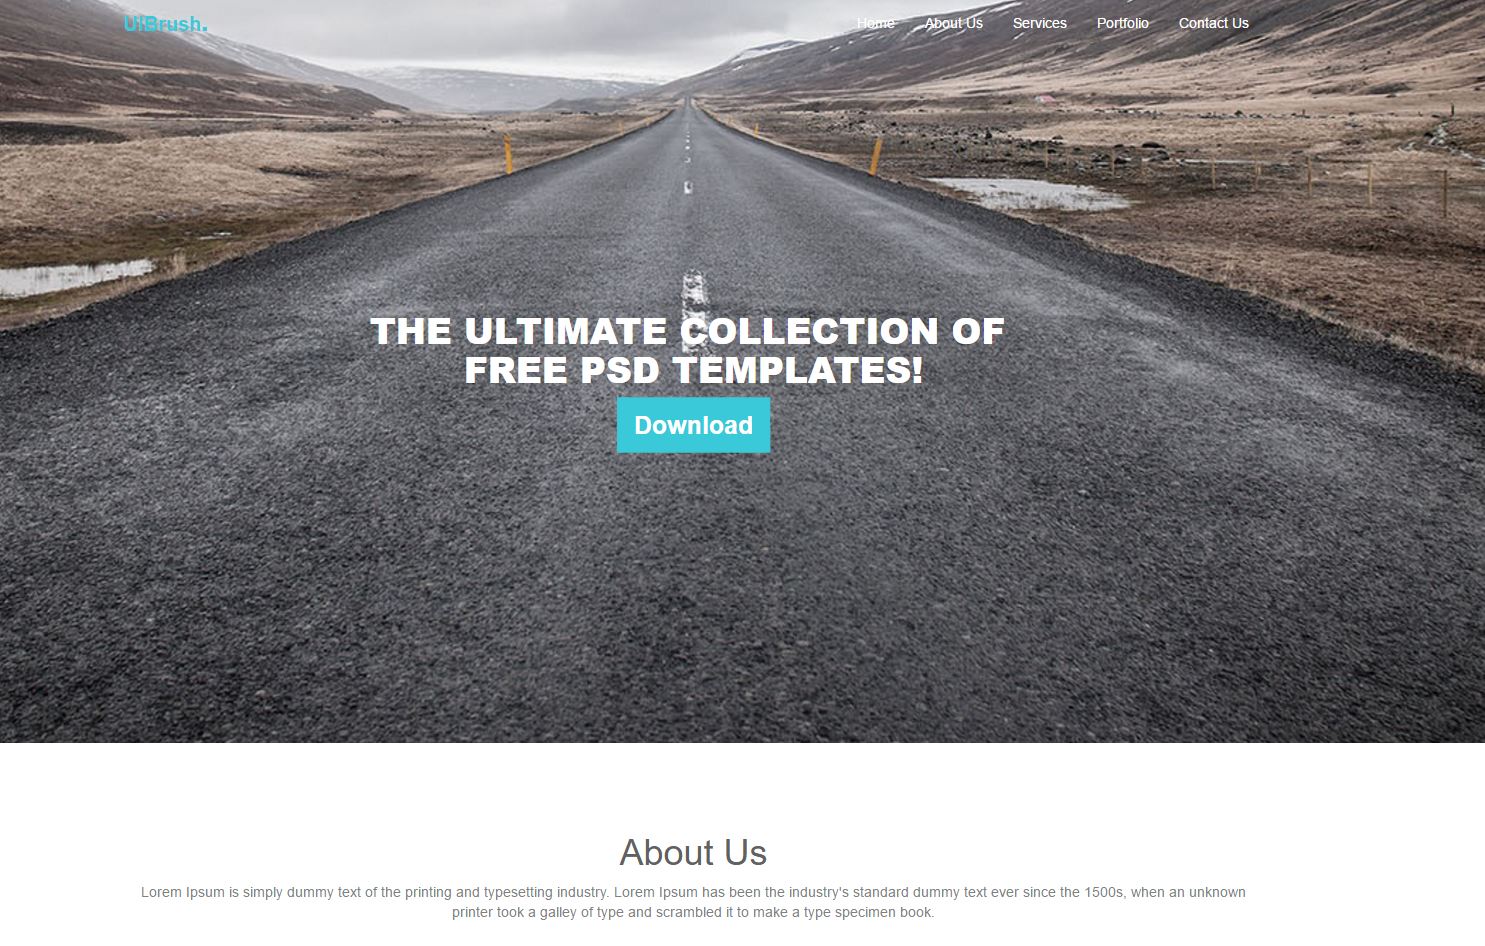 UIBrush.
Home About Us Services Portfolio Contact Us
THE ULTIMATE COLLECTION OF
FREE PSD TEMPLATES!
Download
About Us
Lorem Ipsum is simply dummy text of the printing and typesetting industry. Lorem Ipsum has been the industry's standard dummy text ever since the 1500s, when an unknown
printer took a galley of type and scrambled it to make a type specimen book.